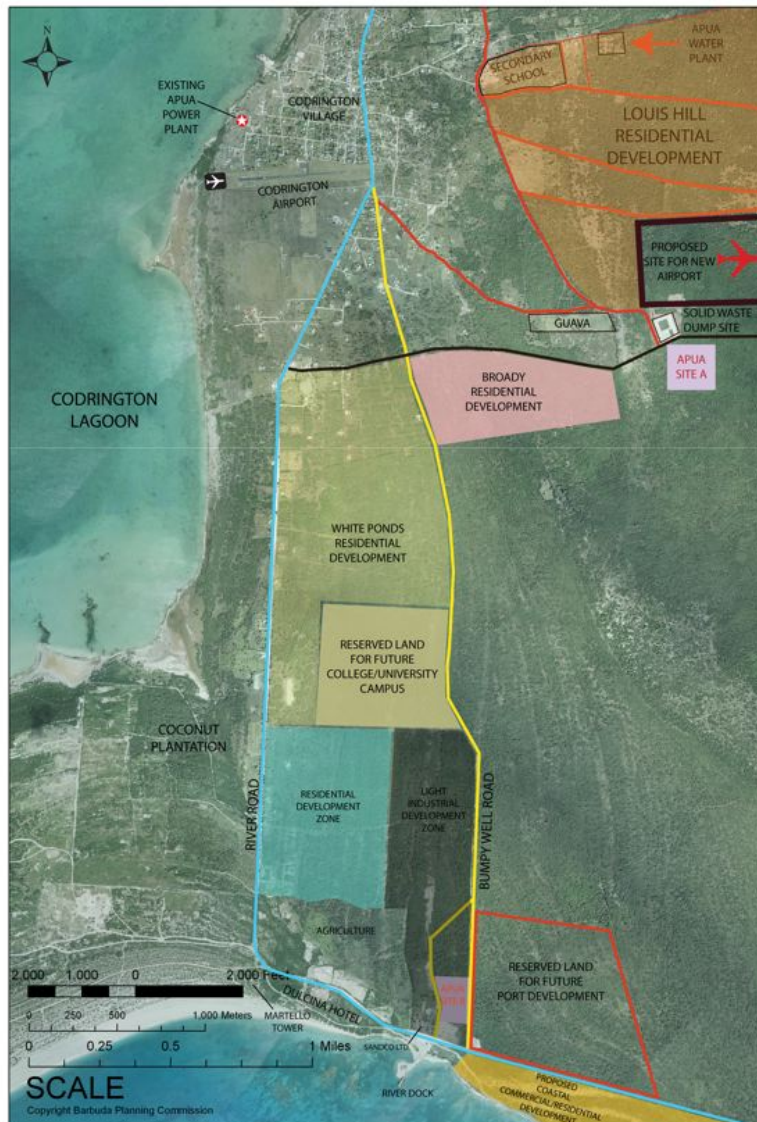 N
EXISTING
APUA
POWER
PLANT
CODRINGTON
VILLAGE
CODRINGTON
AIRPORT
SECONDARY
SCHOOL
APUA
WATER
PLANT
LOUIS HILL
RESIDENTIAL
DEVELOPMENT
PROPOSED
SITE FOR NEW
AIRPORT
GUAVA
SOLID WASTE
DUMP SITE
APUA
SITE A
BROADY
RESIDENTIAL
DEVELOPMENT
CODRINGTON
LAGOON
WHITE PONDS
RESIDENTIAL
DEVELOPMENT
RESERVED LAND
FOR FUTURE
COLLEGE/UNIVERSITY
CAMPUS
COCONUT
PLANTATION
RIVER ROAD
RESIDENTIAL
DEVELOPMENT
ZONE
LIGHT
INDUSTRIAL
DEVELOPMENT
ZONE
BUMPY WELL ROAD
AGRICULTURE
RESERVED LAND
FOR FUTURE
PORT DEVELOPMENT
APUA
SITE B
2,000 1,000 0 2,000 Feet
MARTELLO
TOWER
DULCINA HOTEL
0 250 500 1,000 Meters
SANDCO LTD.
0 0.25 0.5 1 Miles
RIVER DOCK
PROPOSED
COASTAL
COMMERCIAL/RESIDENTIAL
DEVELOPMENT
SCALE
Copyright Barbuda Planning Commission